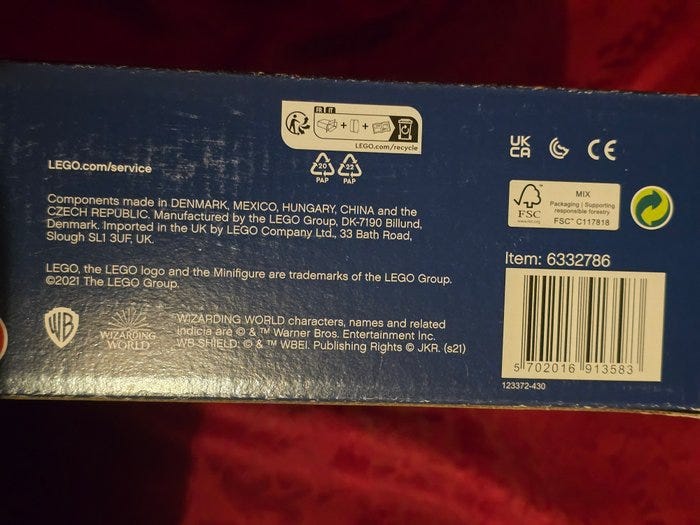 FR IT
LEGO.com/recycle
20 22
PAP PAP
LEGO.com/service
Components made in DENMARK, MEXICO, HUNGARY, CHINA and the
CZECH REPUBLIC. Manufactured by the LEGO Group, DK-7190 Billund,
Denmark. Imported in the UK by LEGO Company Ltd., 33 Bath Road,
Slough SL1 3UF, UK.
LEGO, the LEGO logo and the Minifigure are trademarks of the LEGO Group.
©2021 The LEGO Group.
WB
WIZARDING
WORLD
WIZARDING WORLD characters, names and related
indicia are © & ™ Warner Bros. Entertainment Inc.
WB SHIELD: © & ™ WBEI. Publishing Rights © JKR. (s21)
UK
CA
CE
FSC
MIX
Packaging | Supporting
responsible forestry
FSC™ C117818
Item: 6332786
5 702016 913583
123372-430